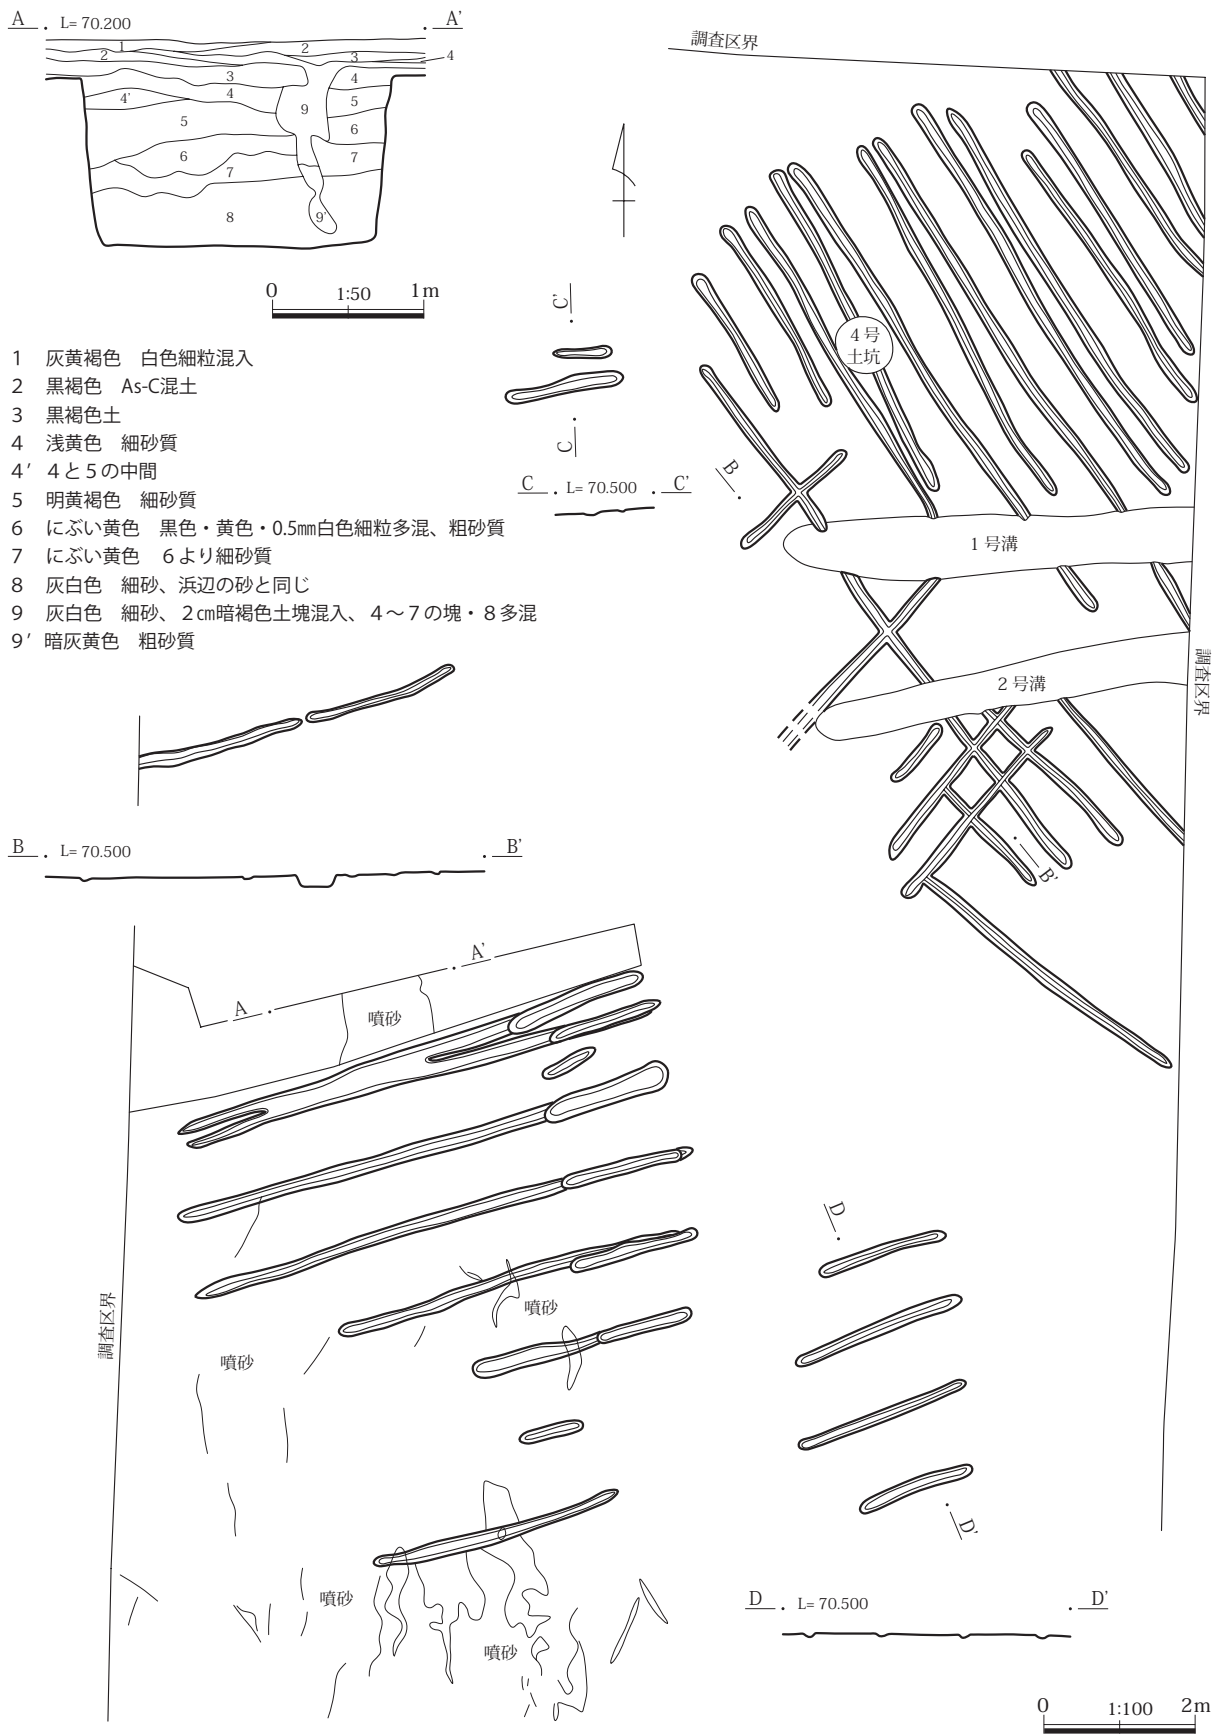 A L= 70.200 A'
1 2
2 3 4
3 4
4' 4 9 5
5 6
6 7
7
8 9'
0 1:50 1m
1 灰黄褐色 白色細粒混入
2 黒褐色 As-C混土
3 黒褐色土
4 浅黄色 細砂質
4′ 4と5の中間
5 明黄褐色 細砂質
6 にぶい黄色 黒色・黄色・0.5㎜白色細粒多混、粗砂質
7 にぶい黄色 6より細砂質
8 灰白色 細砂、浜辺の砂と同じ
9 灰白色 細砂、2㎝暗褐色土塊混入、4～7の塊・8多混
9′ 暗灰黄色 粗砂質
調査区界
C'
C
C L= 70.500 C'
4号
土坑
B
1号溝
2号溝
調査区界
B'
B L= 70.500 B'
A A'
噴砂
噴砂
噴砂
調査区界
噴砂
噴砂
D
D'
D L= 70.500 D'
0 1:100 2m